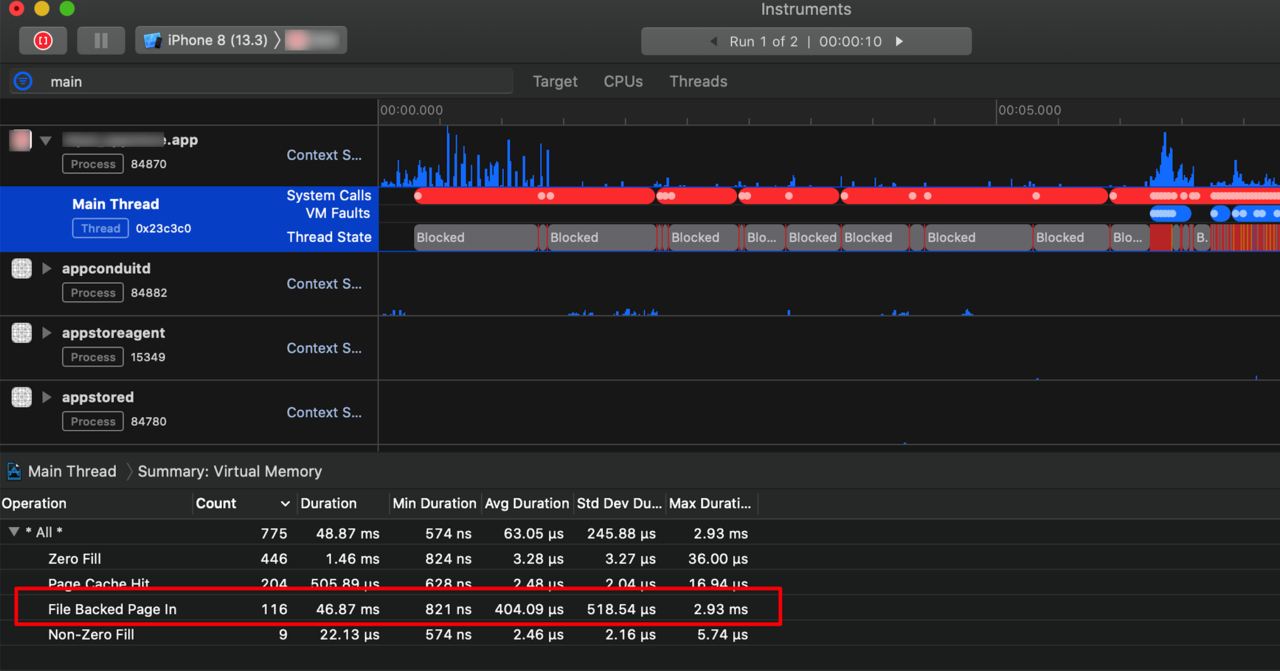 Instruments
iPhone 8 (13.3) Run 1 of 2 | 00:00:10
main Target CPUs Threads
00:00.000 00:05.000
.app Context S...
Process 84870
Main Thread System Calls
Thread 0x23c3c0 VM Faults
Thread State Blocked Blocked Blocked Blo... Blocked Blocked Blocked Blocked Blo... B.
appconduitd Context S...
Process 84882
appstoreagent Context S...
Process 15349
appstored Context S...
Process 84780
Main Thread Summary: Virtual Memory
Operation Count Duration Min Duration Avg Duration Std Dev Du... Max Durati...
* All * 775 48.87 ms 574 ns 63.05 µs 245.88 µs 2.93 ms
Zero Fill 446 1.46 ms 824 ns 3.28 µs 3.27 µs 36.00 µs
Page Cache Hit 204 505.89 µs 628 ns 2.48 µs 2.04 µs 16.94 µs
File Backed Page In 116 46.87 ms 821 ns 404.09 µs 518.54 µs 2.93 ms
Non-Zero Fill 9 22.13 µs 574 ns 2.46 µs 2.16 µs 5.74 µs